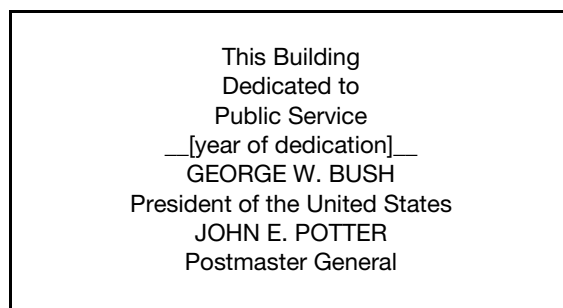 This Building
Dedicated to
Public Service
__[year of dedication]__
GEORGE W. BUSH
President of the United States
JOHN E. POTTER
Postmaster General